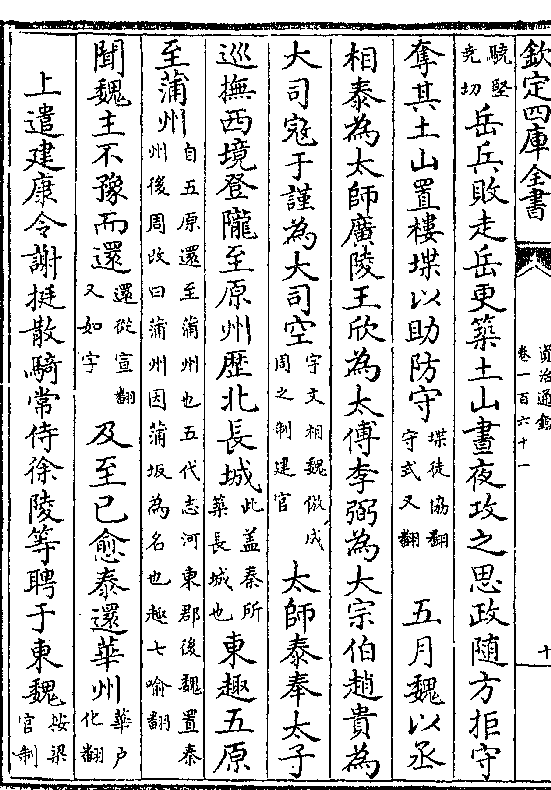 欽定四庫全書
資治通鑑
卷一百六十一
十
驍堅堯切岳兵敗走岳更築土山晝夜攻之思政随方拒守
奪其土山置樓堞以助防守堞徒協翻守式又翻五月魏以丞
相泰為太師廣陵王欣為太傅李弼為大宗伯趙貴為
大司寇于謹為大司空宇文相魏倣成周之制建官太師泰奉太子
巡撫西境登隴至原州歴北長城此盖秦所築長城也東趣五原
至蒲州自五原還至蒲州也五代志河東郡後魏置秦州後周改曰蒲州因蒲坂為名也趣七喻翻
聞魏主不豫而還還從宣翻又如字及至已愈泰還華州華戶化翻
上遣建康令謝挺散騎常侍徐陵等聘于東魏按梁官制